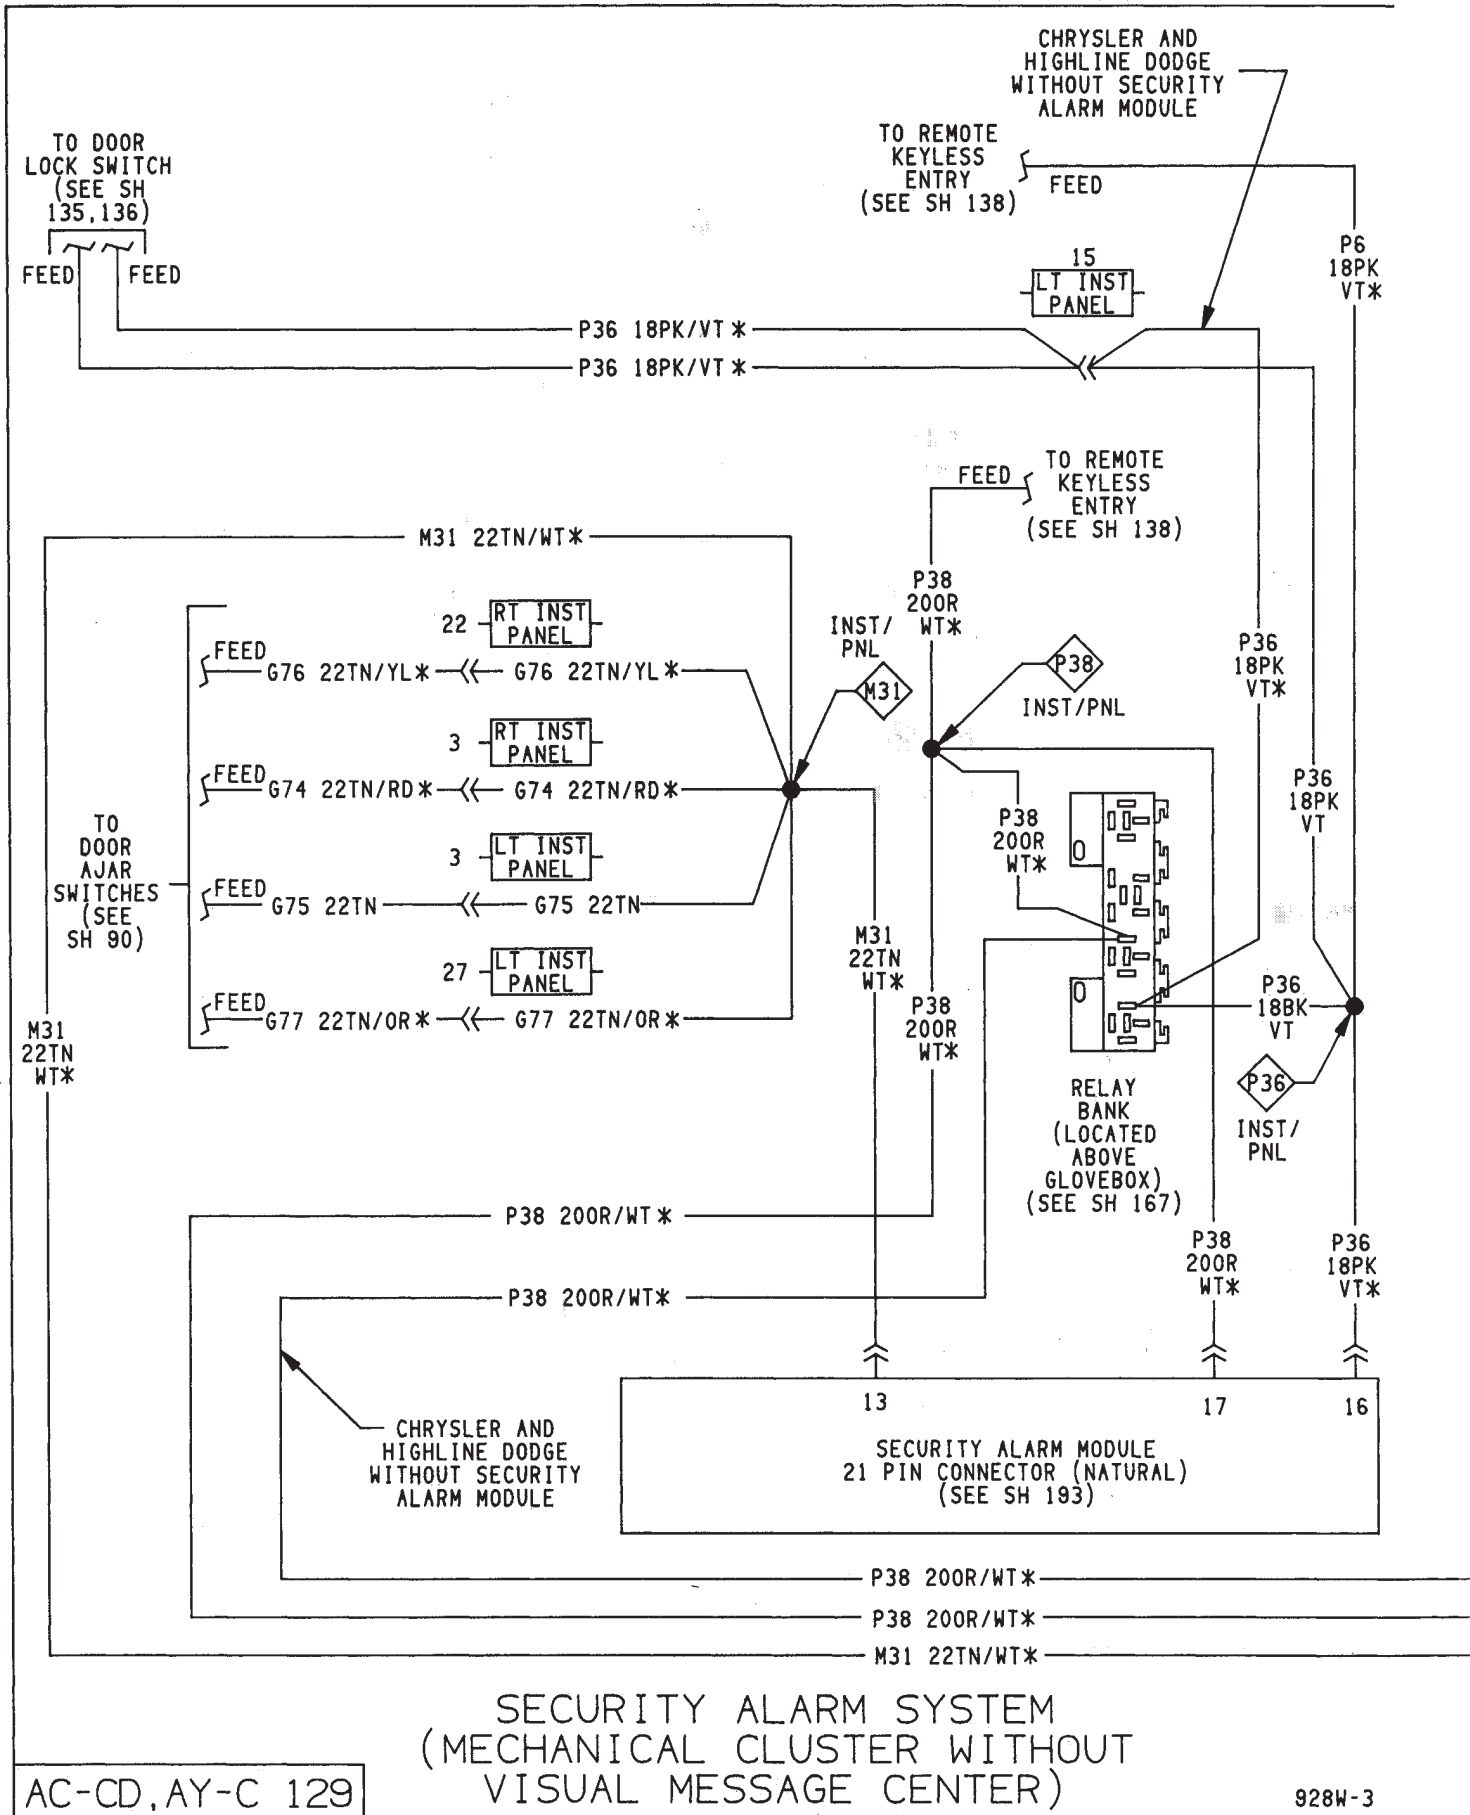 CHRYSLER AND
HIGHLINE DODGE
WITHOUT SECURITY
ALARM MODULE
TO DOOR
LOCK SWITCH
(SEE SH
135,136)
FEED
FEED
TO REMOTE
KEYLESS
ENTRY
(SEE SH 138)
FEED
P6
18PK
VT*
15
LT INST
PANEL
P36 18PK/VT*
P36 18PK/VT*
FEED
TO REMOTE
KEYLESS
ENTRY
(SEE SH 138)
M31 22TN/WT*
P38
200R
WT*
22
RT INST
PANEL
FEED
G76 22TN/YL*
G76 22TN/YL*
INST/
PNL
M31
P38
INST/PNL
P36
18PK
VT*
3
RT INST
PANEL
FEED
G74 22TN/RD*
G74 22TN/RD*
P36
18PK
VT
P38
200R
WT*
TO
DOOR
AJAR
SWITCHES
(SEE
SH 90)
3
LT INST
PANEL
FEED
G75 22TN
G75 22TN
M31
22TN
WT*
27
LT INST
PANEL
FEED
G77 22TN/OR*
G77 22TN/OR*
P38
200R
WT*
P36
18BK
VT
M31
22TN
WT*
P36
INST/
PNL
RELAY
BANK
(LOCATED
ABOVE
GLOVEBOX)
(SEE SH 167)
P38 200R/WT*
P38
200R
WT*
P36
18PK
VT*
P38 200R/WT*
13
17
16
SECURITY ALARM MODULE
21 PIN CONNECTOR (NATURAL)
(SEE SH 193)
CHRYSLER AND
HIGHLINE DODGE
WITHOUT SECURITY
ALARM MODULE
P38 200R/WT*
P38 200R/WT*
M31 22TN/WT*
SECURITY ALARM SYSTEM
(MECHANICAL CLUSTER WITHOUT
VISUAL MESSAGE CENTER)
AC-CD,AY-C 129
928W-3